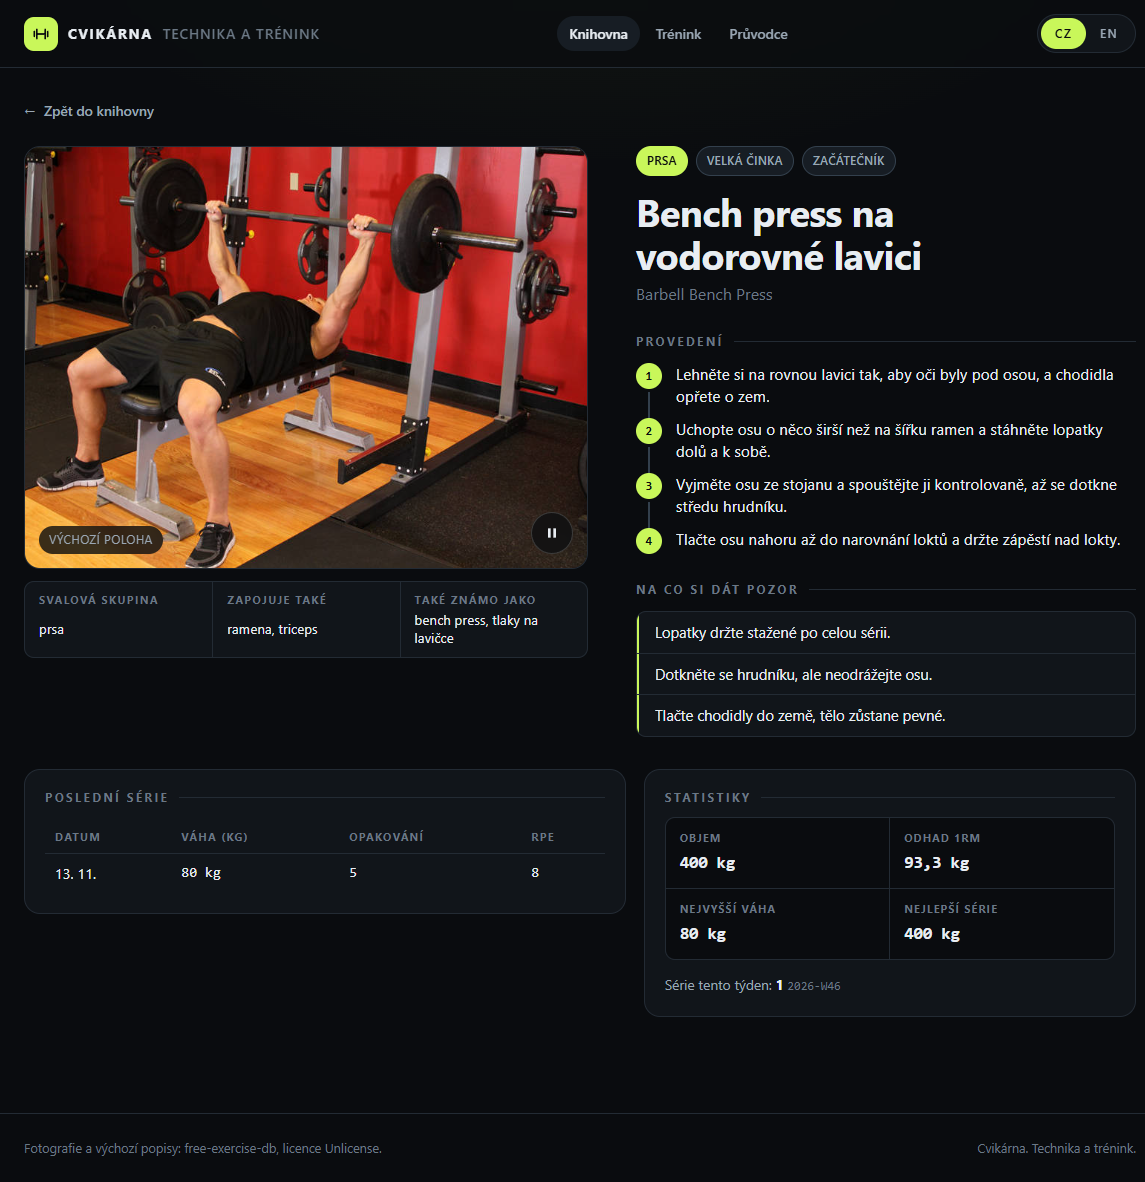 CVIKÁRNA TECHNIKA A TRÉNINK
Knihovna Trénink Průvodce
CZ EN
← Zpět do knihovny
VÝCHOZÍ POLOHA
SVALOVÁ SKUPINA
prsa
ZAPOJUJE TAKÉ
ramena, triceps
TAKÉ ZNÁMO JAKO
bench press, tlaky na
lavičce
PRSA VELKÁ ČINKA ZAČÁTEČNÍK
Bench press na
vodorovné lavici
Barbell Bench Press
PROVEDENÍ
1 Lehněte si na rovnou lavici tak, aby oči byly pod osou, a chodidla
opřete o zem.
2 Uchopte osu o něco širší než na šířku ramen a stáhněte lopatky
dolů a k sobě.
3 Vyjměte osu ze stojanu a spouštějte ji kontrolovaně, až se dotkne
středu hrudníku.
4 Tlačte osu nahoru až do narovnání loktů a držte zápěstí nad lokty.
NA CO SI DÁT POZOR
Lopatky držte stažené po celou sérii.
Dotkněte se hrudníku, ale neodrážejte osu.
Tlačte chodidly do země, tělo zůstane pevné.
POSLEDNÍ SÉRIE
DATUM VÁHA (KG) OPAKOVÁNÍ RPE
13. 11. 80 kg 5 8
STATISTIKY
OBJEM
400 kg
ODHAD 1RM
93,3 kg
NEJVYŠŠÍ VÁHA
80 kg
NEJLEPŠÍ SÉRIE
400 kg
Série tento týden: 1 2026-W46
Fotografie a výchozí popisy: free-exercise-db, licence Unlicense.
Cvikárna. Technika a trénink.